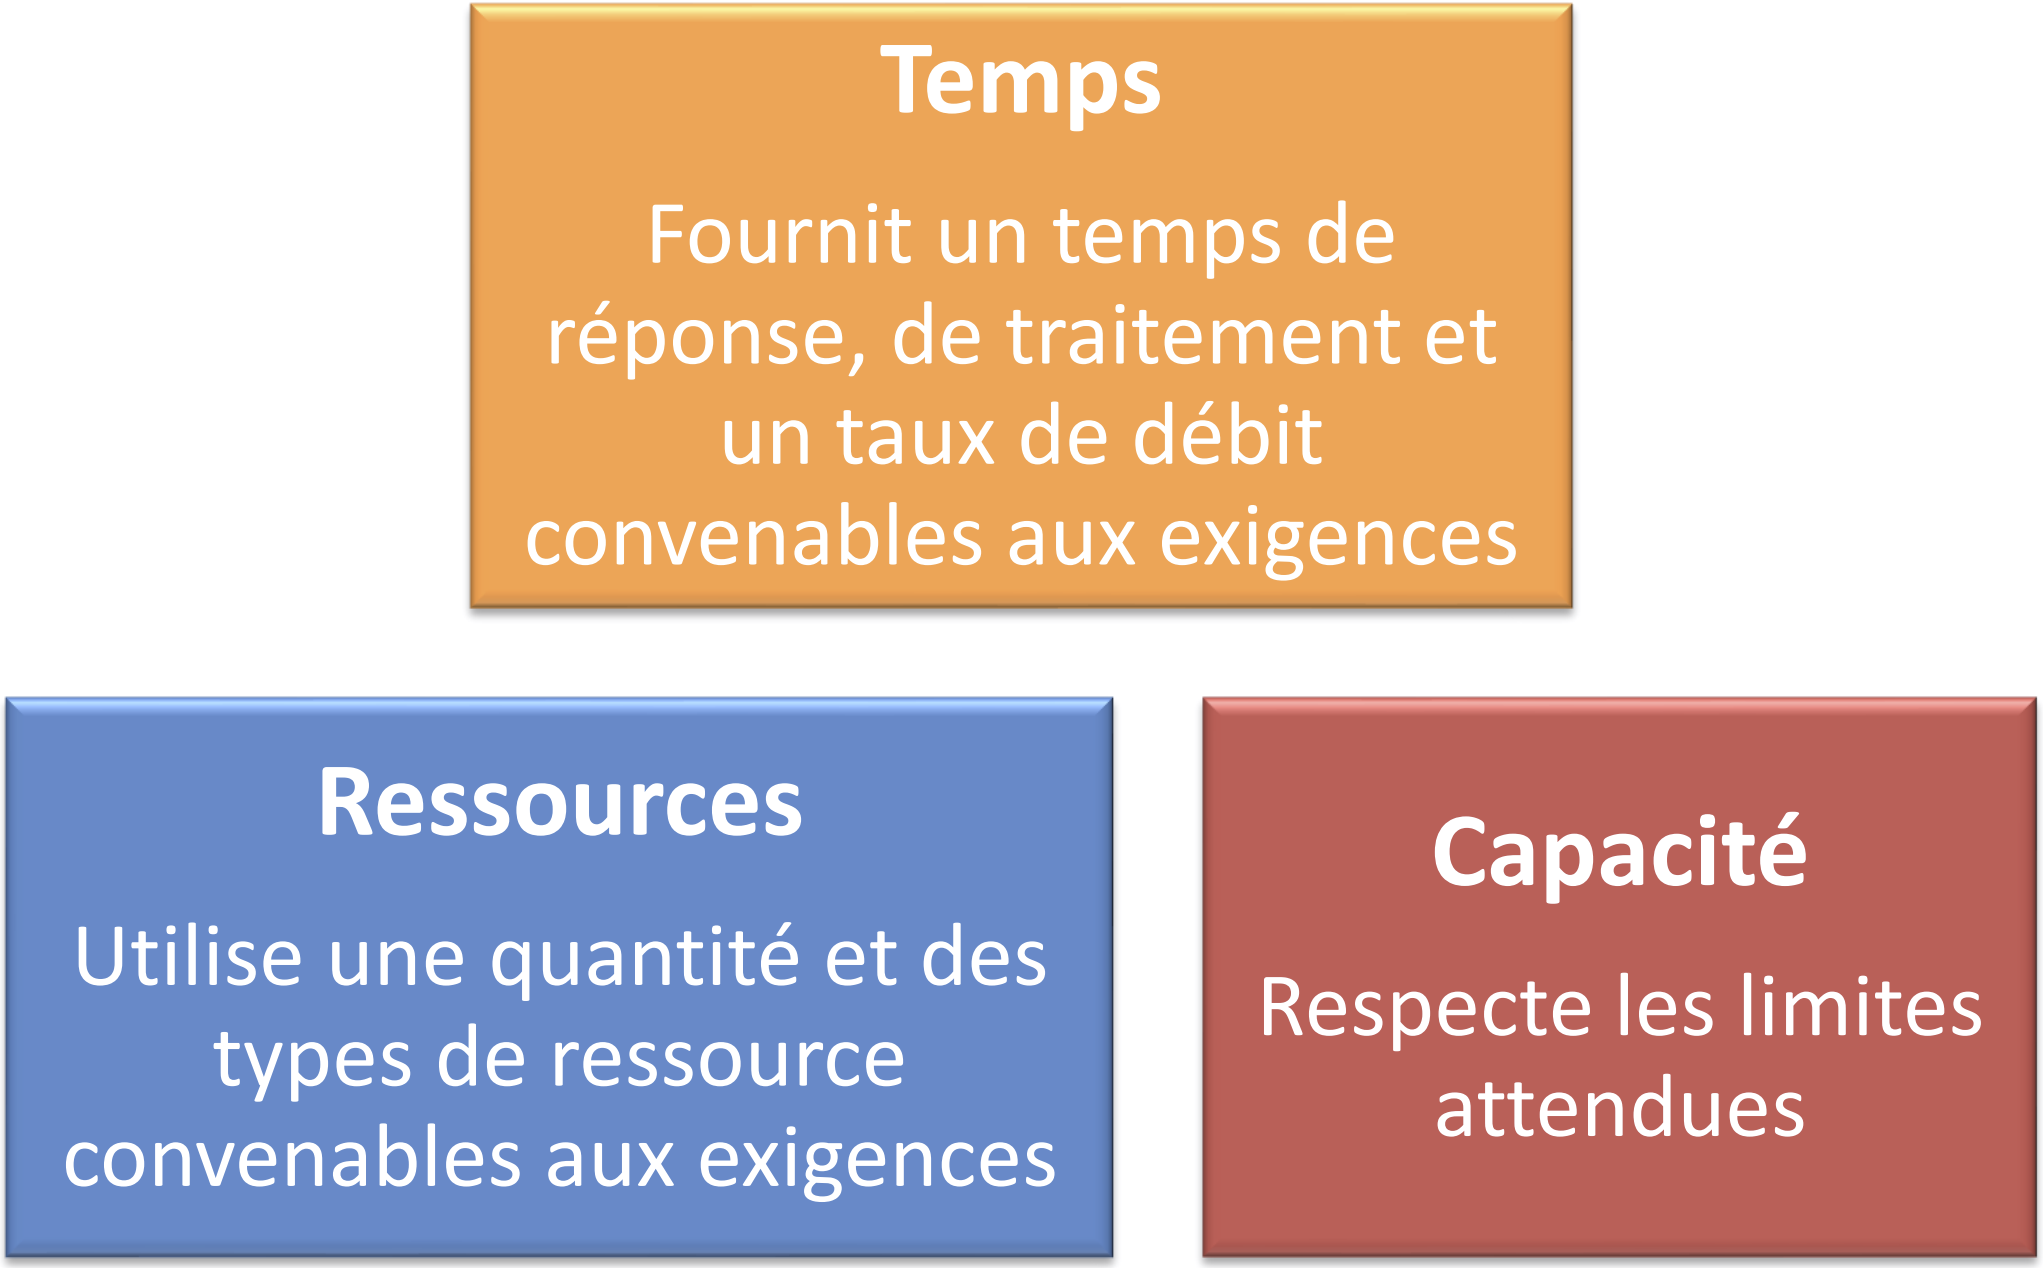 Temps
Fournit un temps de
réponse, de traitement et
un taux de débit
convenables aux exigences
Ressources
Utilise une quantité et des
types de ressource
convenables aux exigences
Capacité
Respecte les limites
attendues